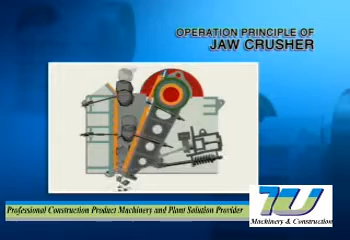 OPERATION PRINCIPLE OF
JAW CRUSHER
Professional Construction Product Machinery and Plant Solution Provider
Machinery & Construction